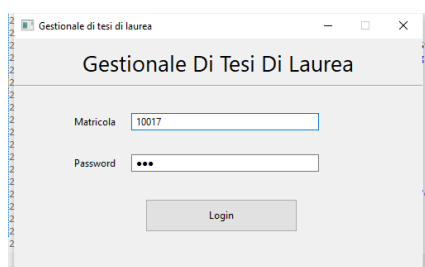 Gestionale di tesi di laurea
Gestionale Di Tesi Di Laurea
Matricola 10017
Password ●●●
Login